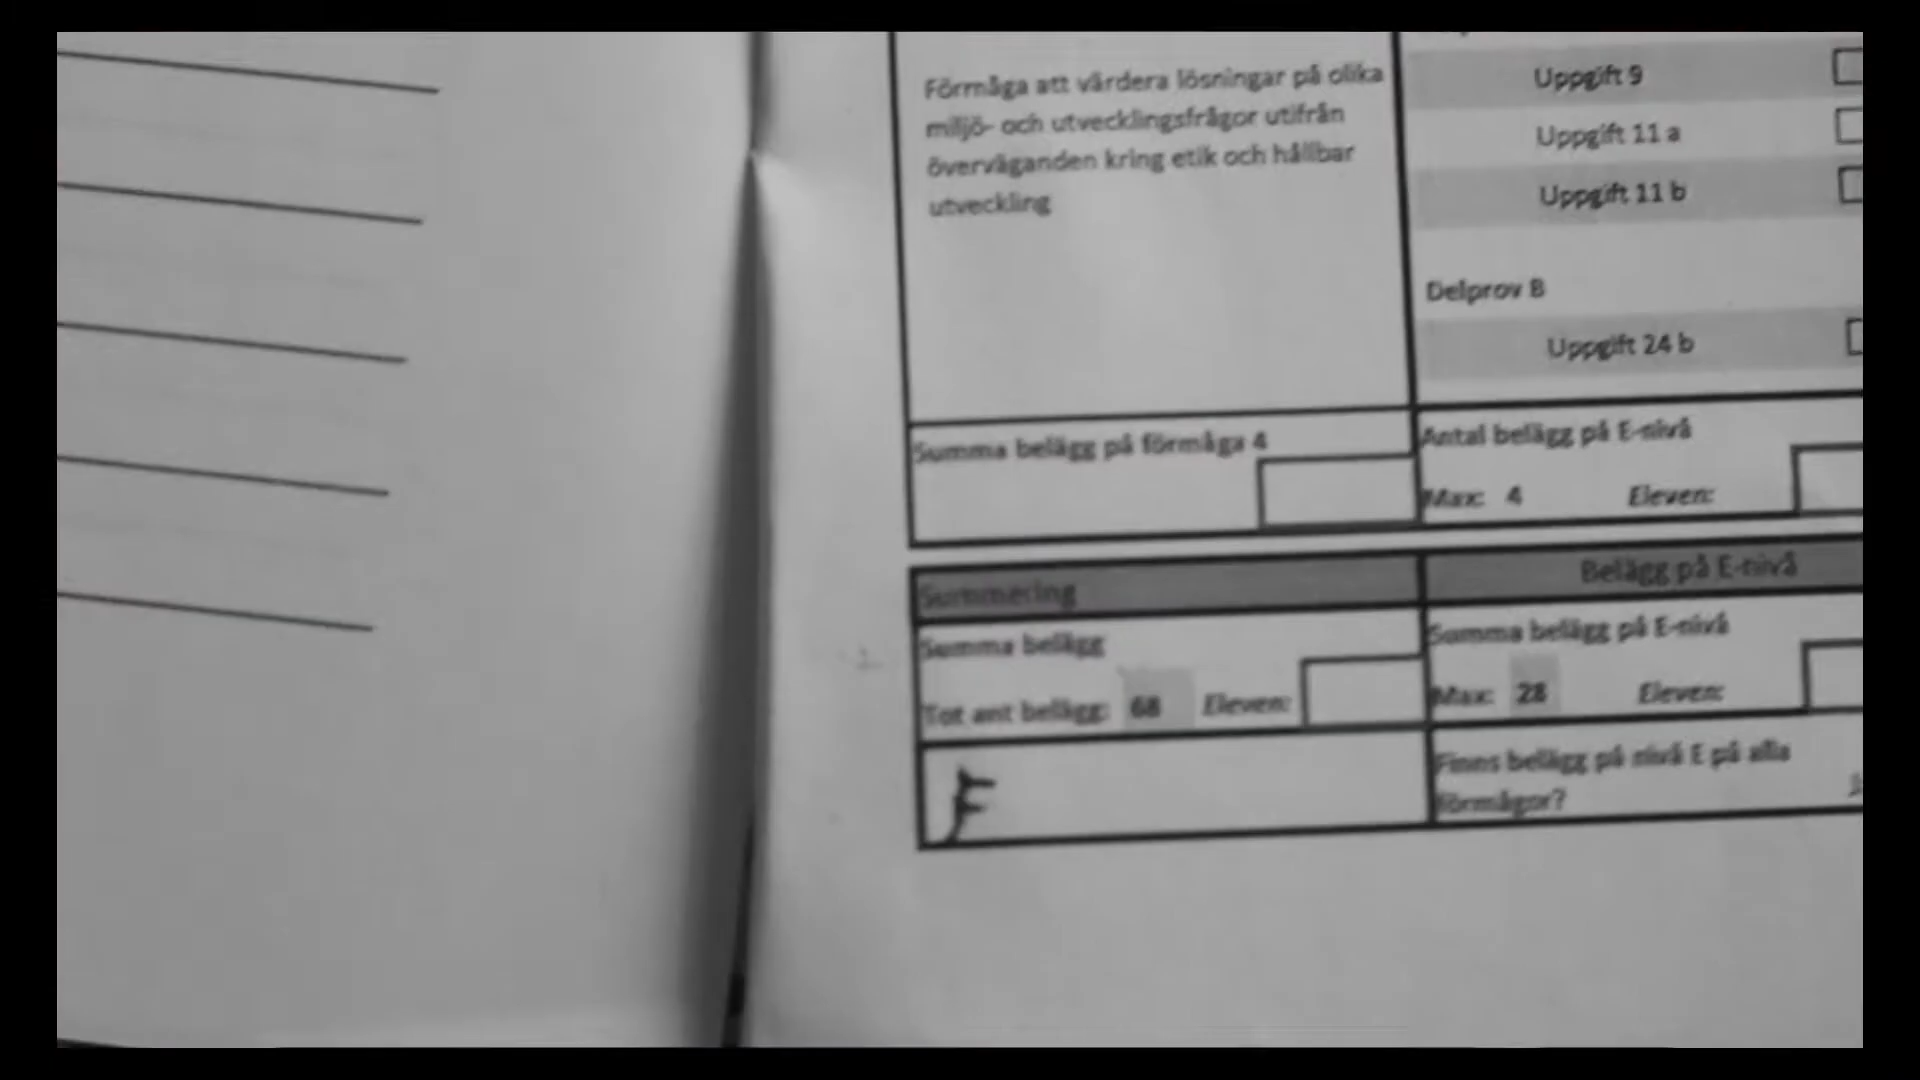 Förmåga att värdera lösningar på olika
miljö- och utvecklingsfrågor utifrån
överväganden kring etik och hållbar
utveckling
Uppgift 9
Uppgift 11 a
Uppgift 11 b
Delprov B
Uppgift 24 b
Summa belägg på förmåga 4
Antal belägg på E-nivå
Max: 4 Eleven:
Summering
Belägg på E-nivå
Summa belägg
Tot ant belägg: 68 Eleven:
Summa belägg på E-nivå
Max: 28 Eleven:
F
Finns belägg på nivå E på alla
förmågor?